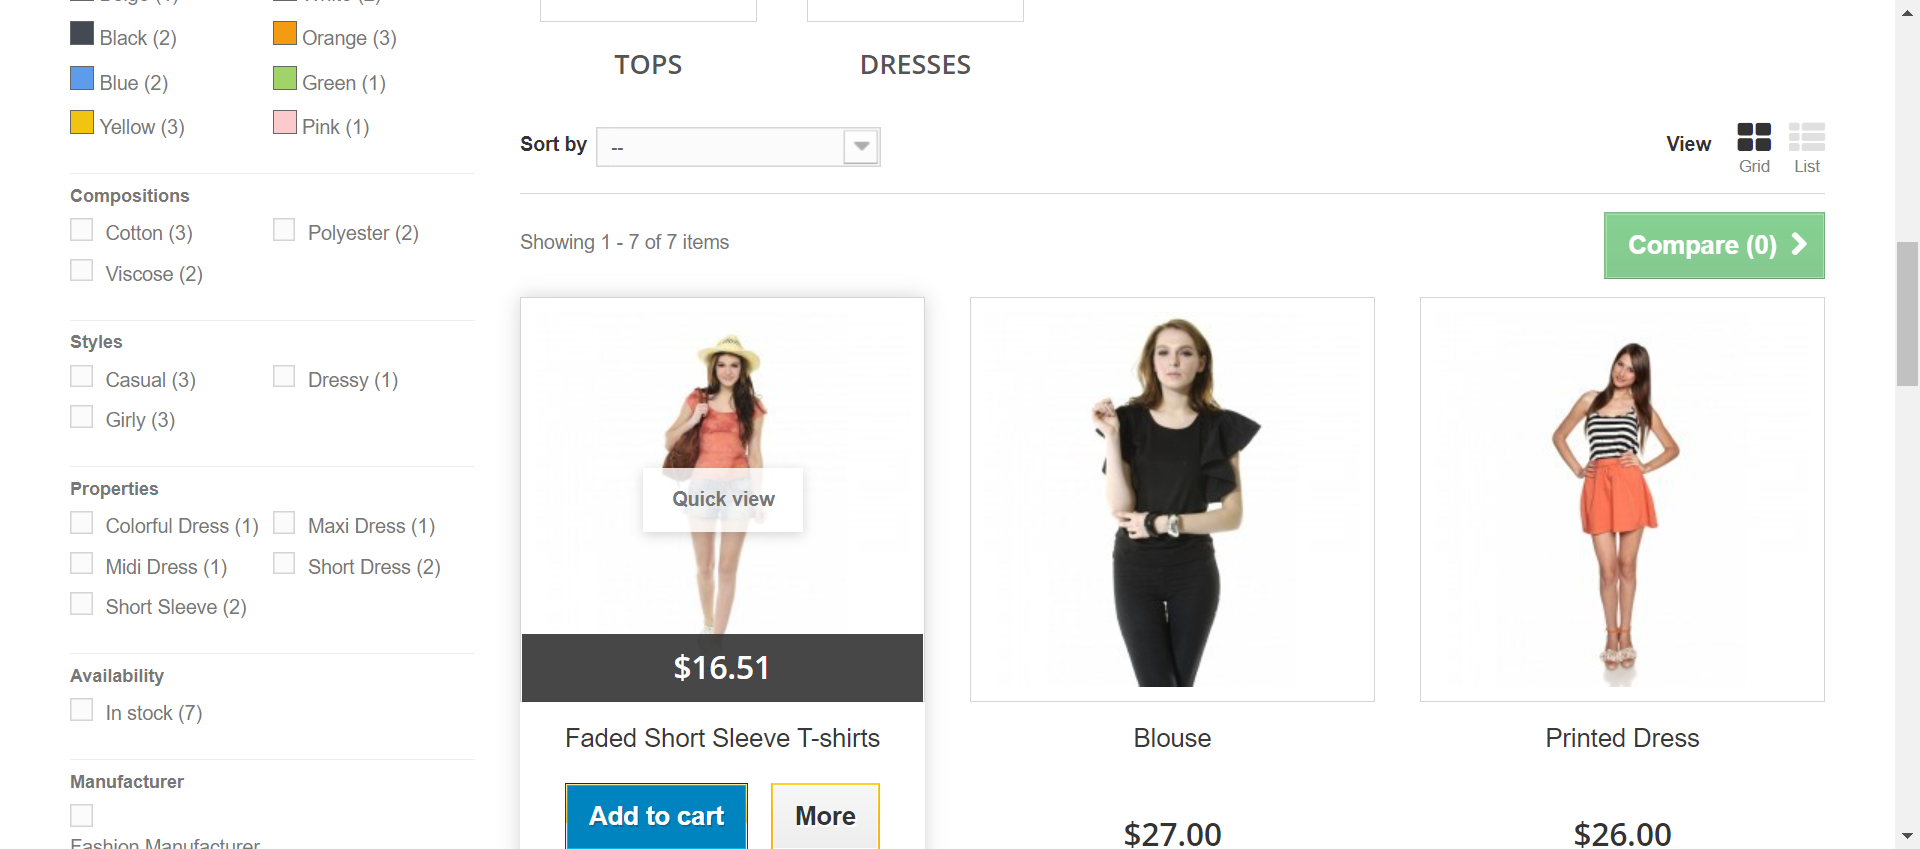 Beige (1)
White (2)
Black (2)
Orange (3)
Blue (2)
Green (1)
Yellow (3)
Pink (1)
Compositions
Cotton (3)
Polyester (2)
Viscose (2)
Styles
Casual (3)
Dressy (1)
Girly (3)
Properties
Colorful Dress (1)
Maxi Dress (1)
Midi Dress (1)
Short Dress (2)
Short Sleeve (2)
Availability
In stock (7)
Manufacturer
Fashion Manufacturer
TOPS
DRESSES
Sort by
--
View
Grid
List
Showing 1 - 7 of 7 items
Compare (0)
Quick view
$16.51
Faded Short Sleeve T-shirts
Add to cart
More
Blouse
$27.00
Printed Dress
$26.00